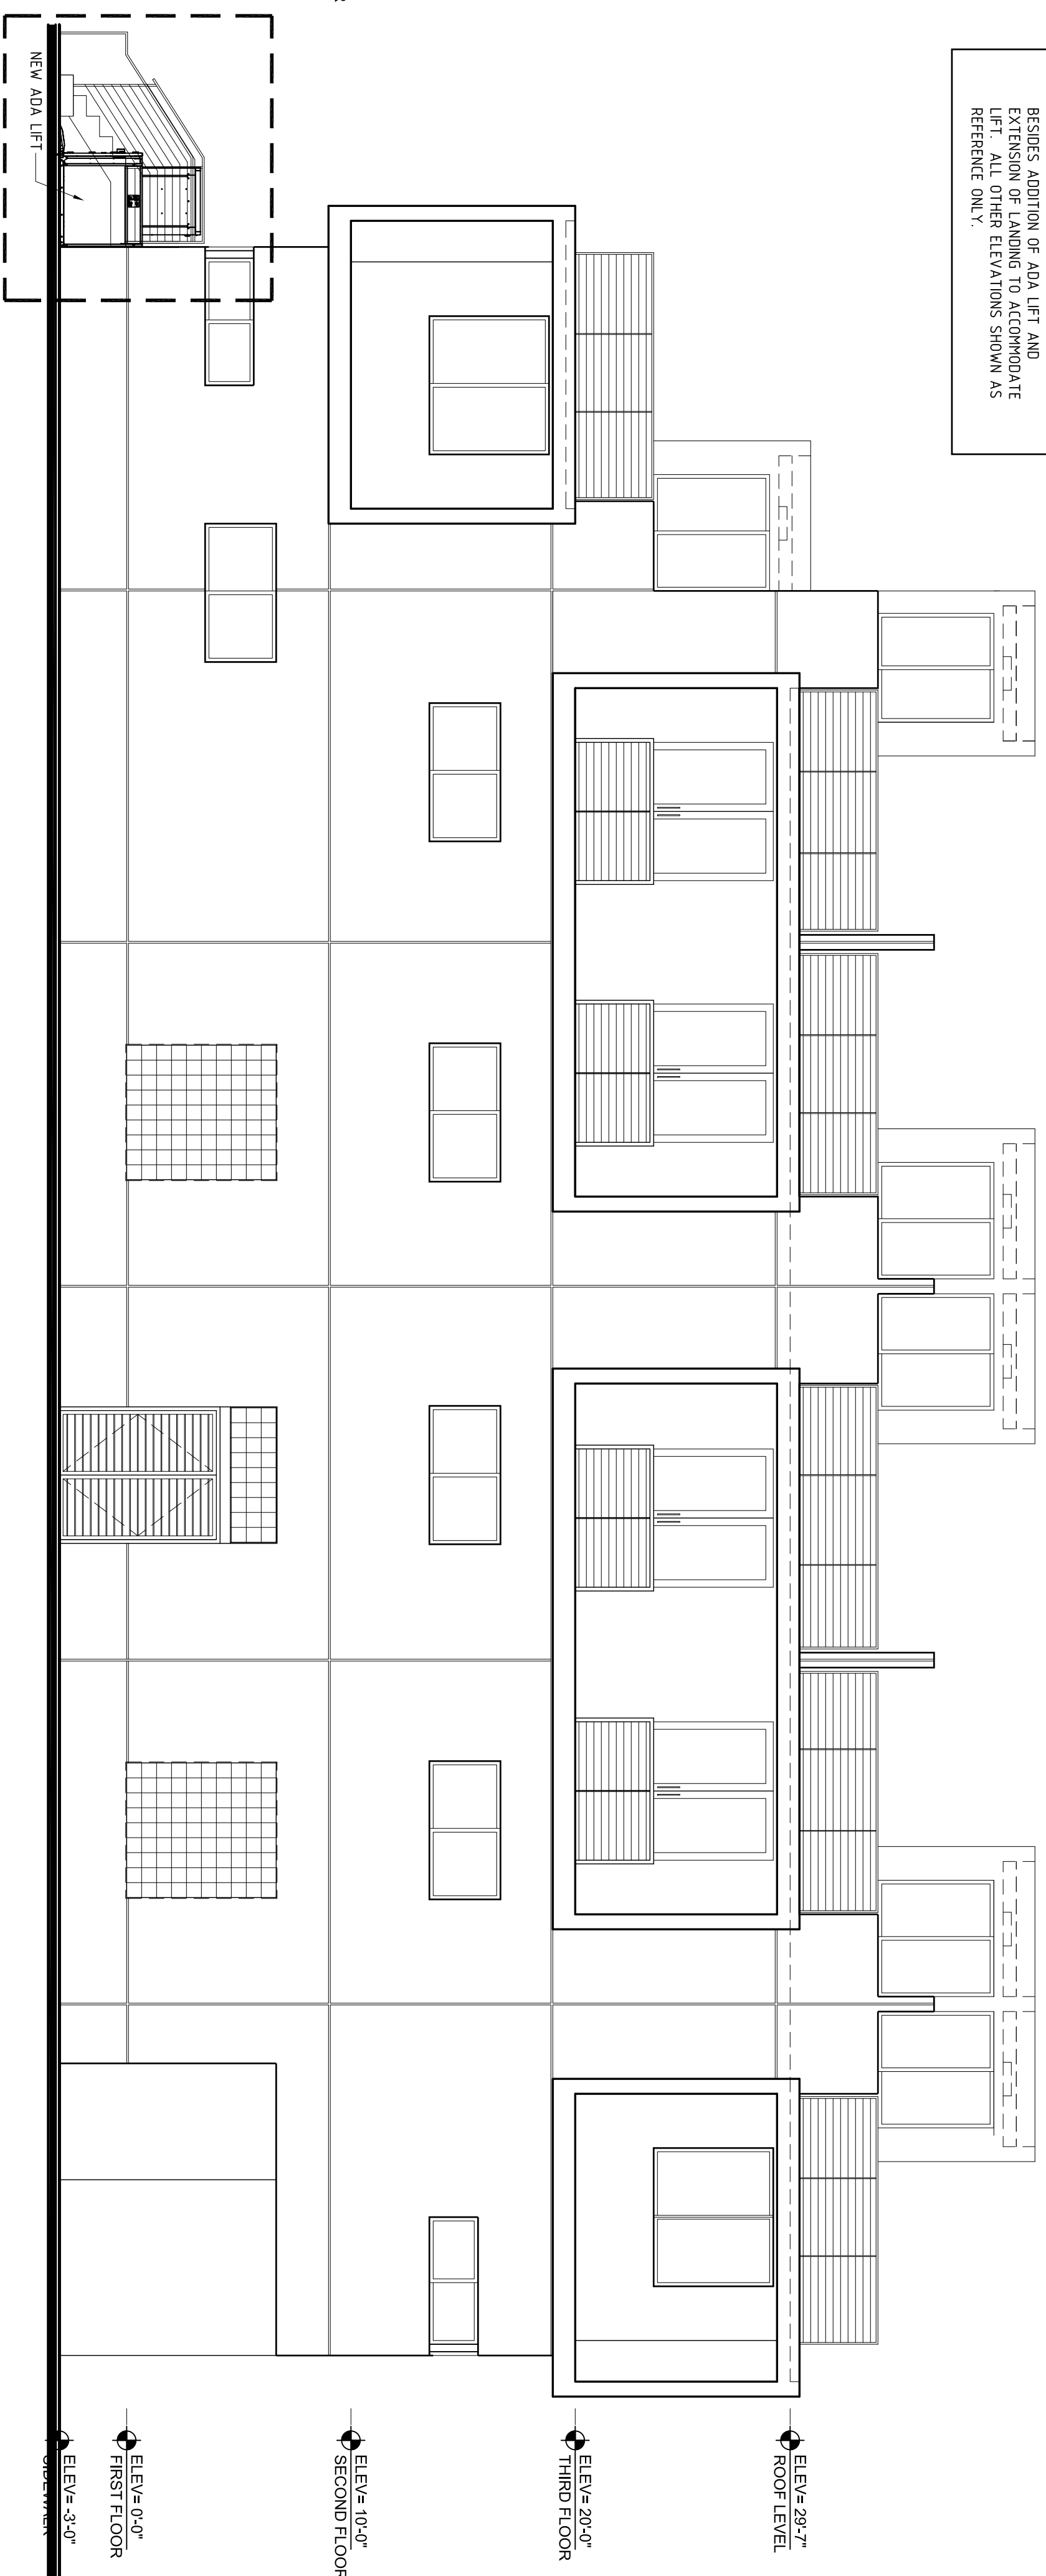 BESIDES ADDITION OF ADA LIFT AND
EXTENSION OF LANDING TO ACCOMMODATE
LIFT. ALL OTHER ELEVATIONS SHOWN AS
REFERENCE ONLY.
ELEV= 29'-7"
ROOF LEVEL
ELEV= 20'-0"
THIRD FLOOR
ELEV= 10'-0"
SECOND FLOOR
ELEV= 0'-0"
FIRST FLOOR
ELEV= -3'-0"
SIDEWALK
NEW ADA LIFT